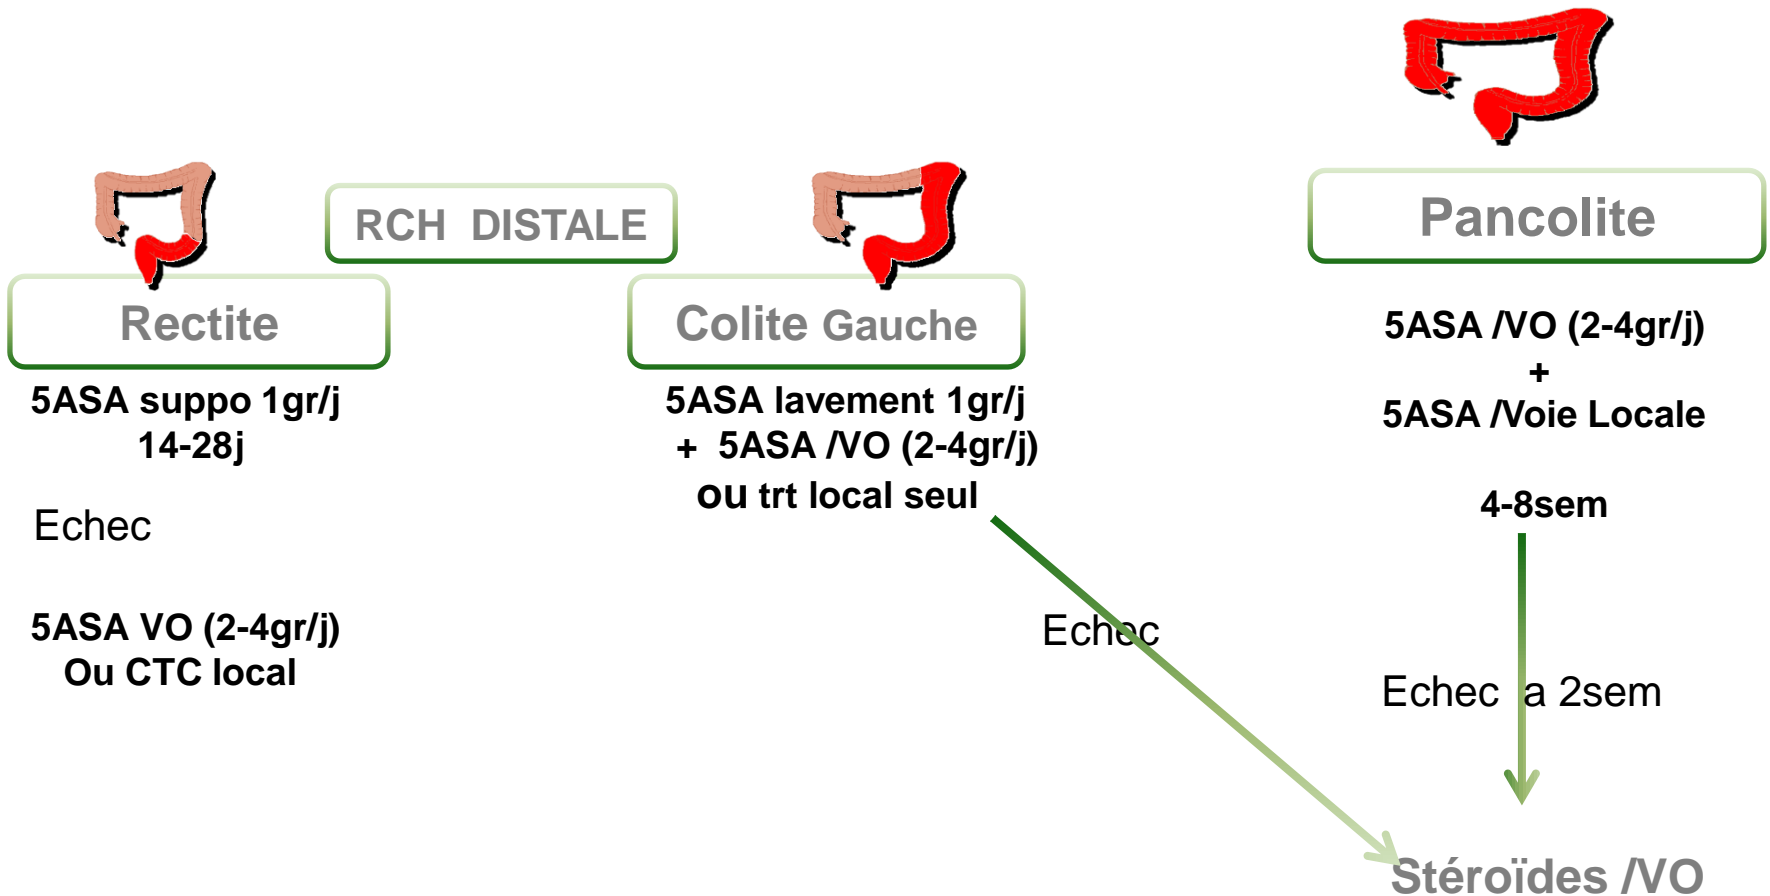 RCH DISTALE
Rectite
5ASA suppo 1gr/j
14-28j
Echec
5ASA VO (2-4gr/j)
Ou CTC local
Colite Gauche
5ASA lavement 1gr/j
+ 5ASA /VO (2-4gr/j)
ou trt local seul
Echec
Pancolite
5ASA /VO (2-4gr/j)
+
5ASA /Voie Locale
4-8sem
Echec a 2sem
Stéroïdes /VO